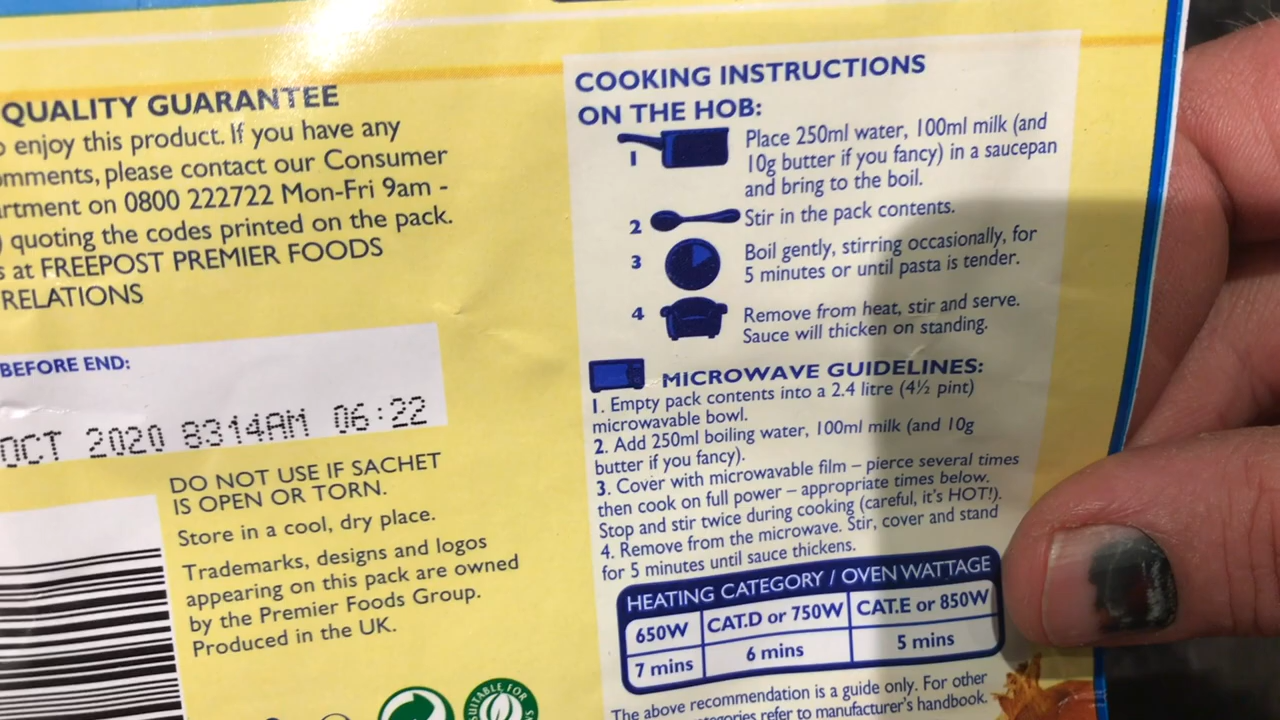 QUALITY GUARANTEE
enjoy this product. If you have any
please contact our Consumer
on 0800 222722 Mon-Fri 9am -
quoting the codes printed on the pack.
at FREEPOST PREMIER FOODS
RELATIONS
BEFORE END:
OCT 2020 8314AM 06:22
DO NOT USE IF SACHET
IS OPEN OR TORN.
Store in a cool, dry place.
Trademarks, designs and logos
appearing on this pack are owned
by the Premier Foods Group.
Produced in the UK.
SUITABLE FOR
COOKING INSTRUCTIONS
ON THE HOB:
1 Place 250ml water, 100ml milk (and
10g butter if you fancy) in a saucepan
and bring to the boil.
2 Stir in the pack contents.
3 Boil gently, stirring occasionally, for
5 minutes or until pasta is tender.
4 Remove from heat, stir and serve.
Sauce will thicken on standing.
MICROWAVE GUIDELINES:
1. Empty pack contents into a 2.4 litre (4½ pint)
microwavable bowl.
2. Add 250ml boiling water, 100ml milk (and 10g
butter if you fancy).
3. Cover with microwavable film – pierce several times
then cook on full power – appropriate times below.
Stop and stir twice during cooking (careful, it's HOT!).
4. Remove from the microwave. Stir, cover and stand
for 5 minutes until sauce thickens.
HEATING CATEGORY / OVEN WATTAGE
650W CAT.D or 750W CAT.E or 850W
7 mins 6 mins 5 mins
The above recommendation is a guide only. For other
refer to manufacturer's handbook.